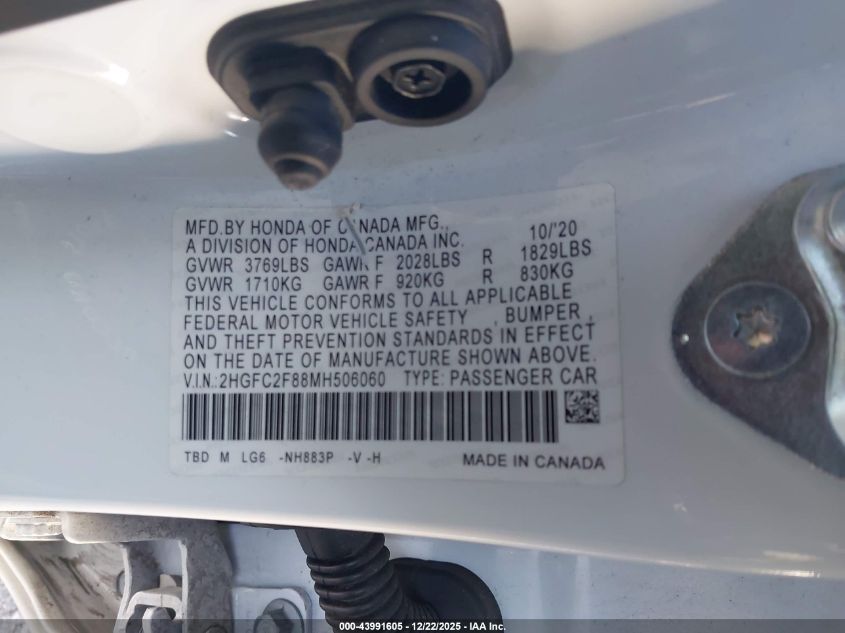 MFD.BY HONDA OF CANADA MFG., 10/'20
A DIVISION OF HONDA CANADA INC.
GVWR 3769LBS GAWR F 2028LBS R 1829LBS
GVWR 1710KG GAWR F 920KG R 830KG
THIS VEHICLE CONFORMS TO ALL APPLICABLE
FEDERAL MOTOR VEHICLE SAFETY , BUMPER ,
AND THEFT PREVENTION STANDARDS IN EFFECT
ON THE DATE OF MANUFACTURE SHOWN ABOVE.
V.I.N.:2HGFC2F88MH506060 TYPE: PASSENGER CAR
TBD M LG6 -NH883P -V -H MADE IN CANADA
000-43991605 - 12/22/2025 - IAA Inc.